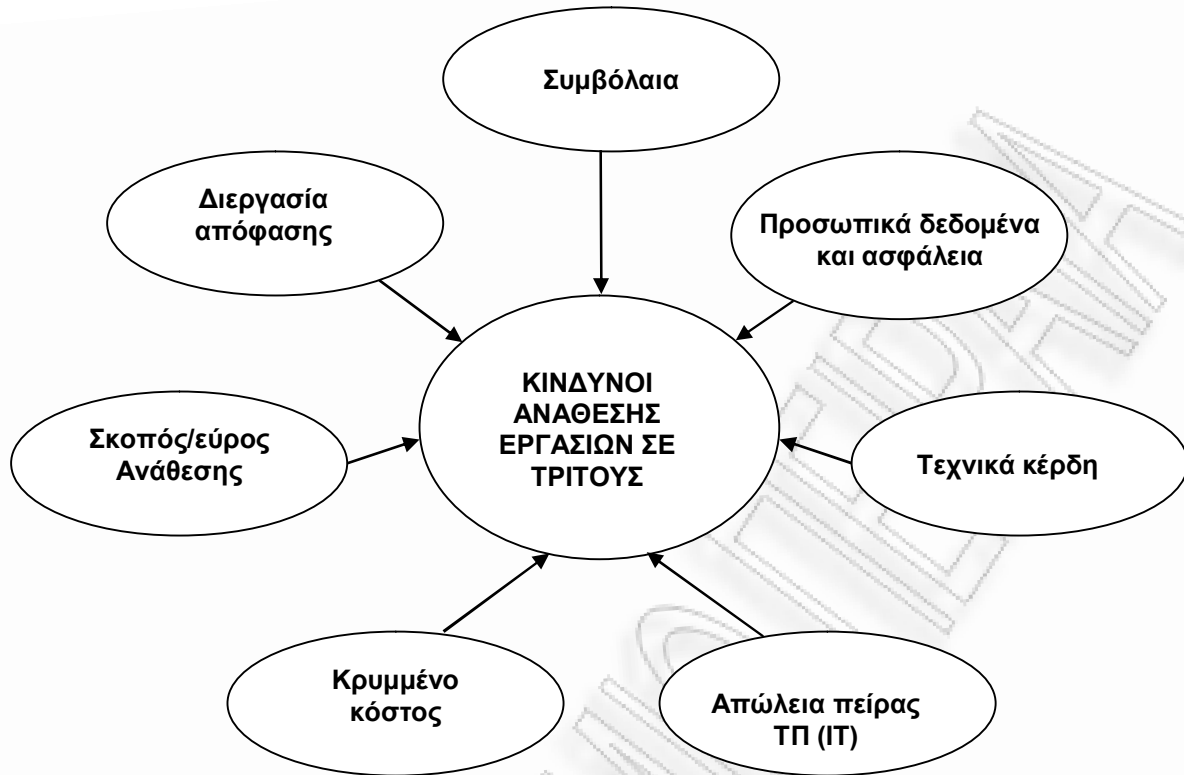 Συμβόλαια
Διεργασία
απόφασης
Προσωπικά δεδομένα
και ασφάλεια
ΚΙΝΔΥΝΟΙ
ΑΝΑΘΕΣΗΣ
ΕΡΓΑΣΙΩΝ ΣΕ
ΤΡΙΤΟΥΣ
Σκοπός/εύρος
Ανάθεσης
Τεχνικά κέρδη
Κρυμμένο
κόστος
Απώλεια πείρας
ΤΠ (ΙΤ)